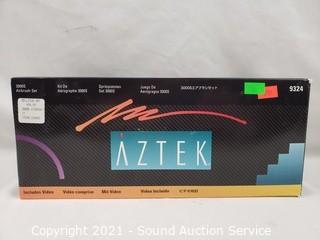 3000S Airbrush Set
Kit De Aérographe 3000S
Spritzpistolen Set 3000S
Juego De Aerógrafos 3000S
3000Sエアブラシセット
9324
AZTEK
Includes Video
Vidéo comprise
Mit Video
Video Incluido
ビデオ付き
Copyright 2021 - Sound Auction Service